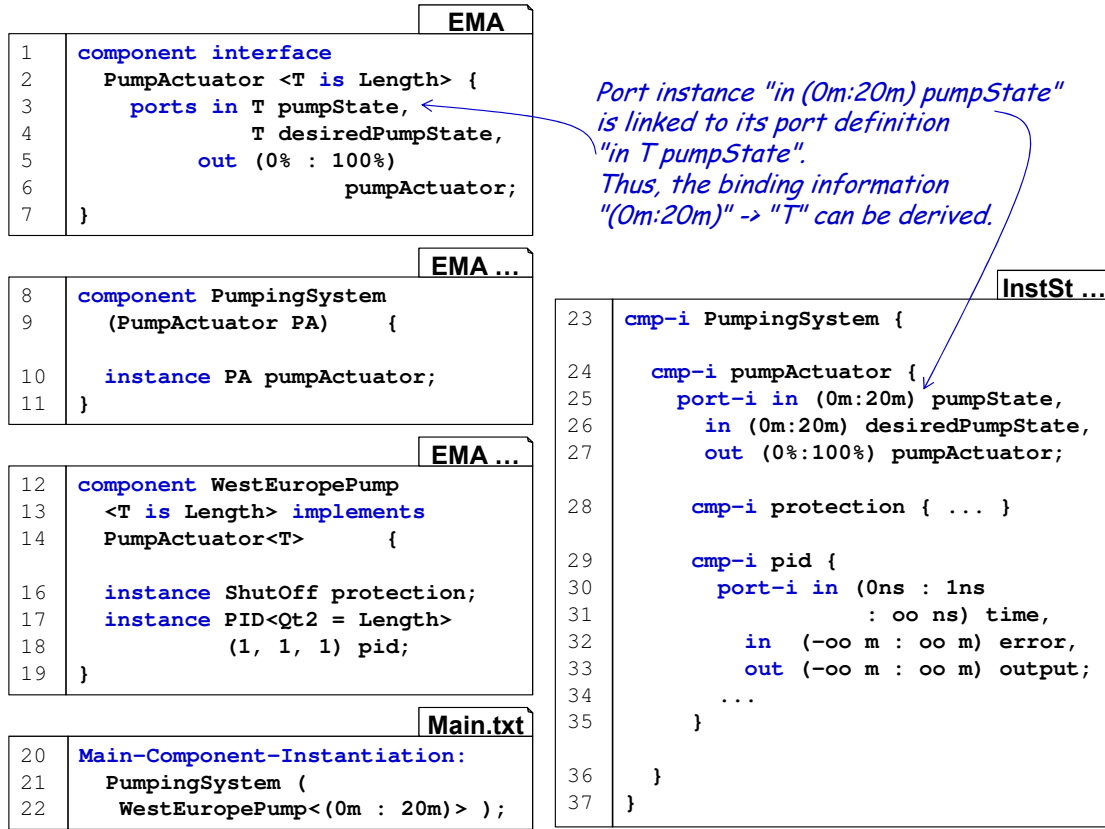 EMA
1 component interface
2 PumpActuator <T is Length> {
3 ports in T pumpState,
4 T desiredPumpState,
5 out (0% : 100%)
6 pumpActuator;
7 }
Port instance "in (0m:20m) pumpState"
is linked to its port definition
"in T pumpState".
Thus, the binding information
"(0m:20m)" -> "T" can be derived.
EMA ...
8 component PumpingSystem
9 (PumpActuator PA) {
10 instance PA pumpActuator;
11 }
EMA ...
12 component WestEuropePump
13 <T is Length> implements
14 PumpActuator<T> {
16 instance ShutOff protection;
17 instance PID<Qt2 = Length>
18 (1, 1, 1) pid;
19 }
Main.txt
20 Main-Component-Instantiation:
21 PumpingSystem (
22 WestEuropePump<(0m : 20m)> );
InstSt ...
23 cmp-i PumpingSystem {
24 cmp-i pumpActuator {
25 port-i in (0m:20m) pumpState,
26 in (0m:20m) desiredPumpState,
27 out (0%:100%) pumpActuator;
28 cmp-i protection { ... }
29 cmp-i pid {
30 port-i in (0ns : 1ns
31 : oo ns) time,
32 in (-oo m : oo m) error,
33 out (-oo m : oo m) output;
34 ...
35 }
36 }
37 }